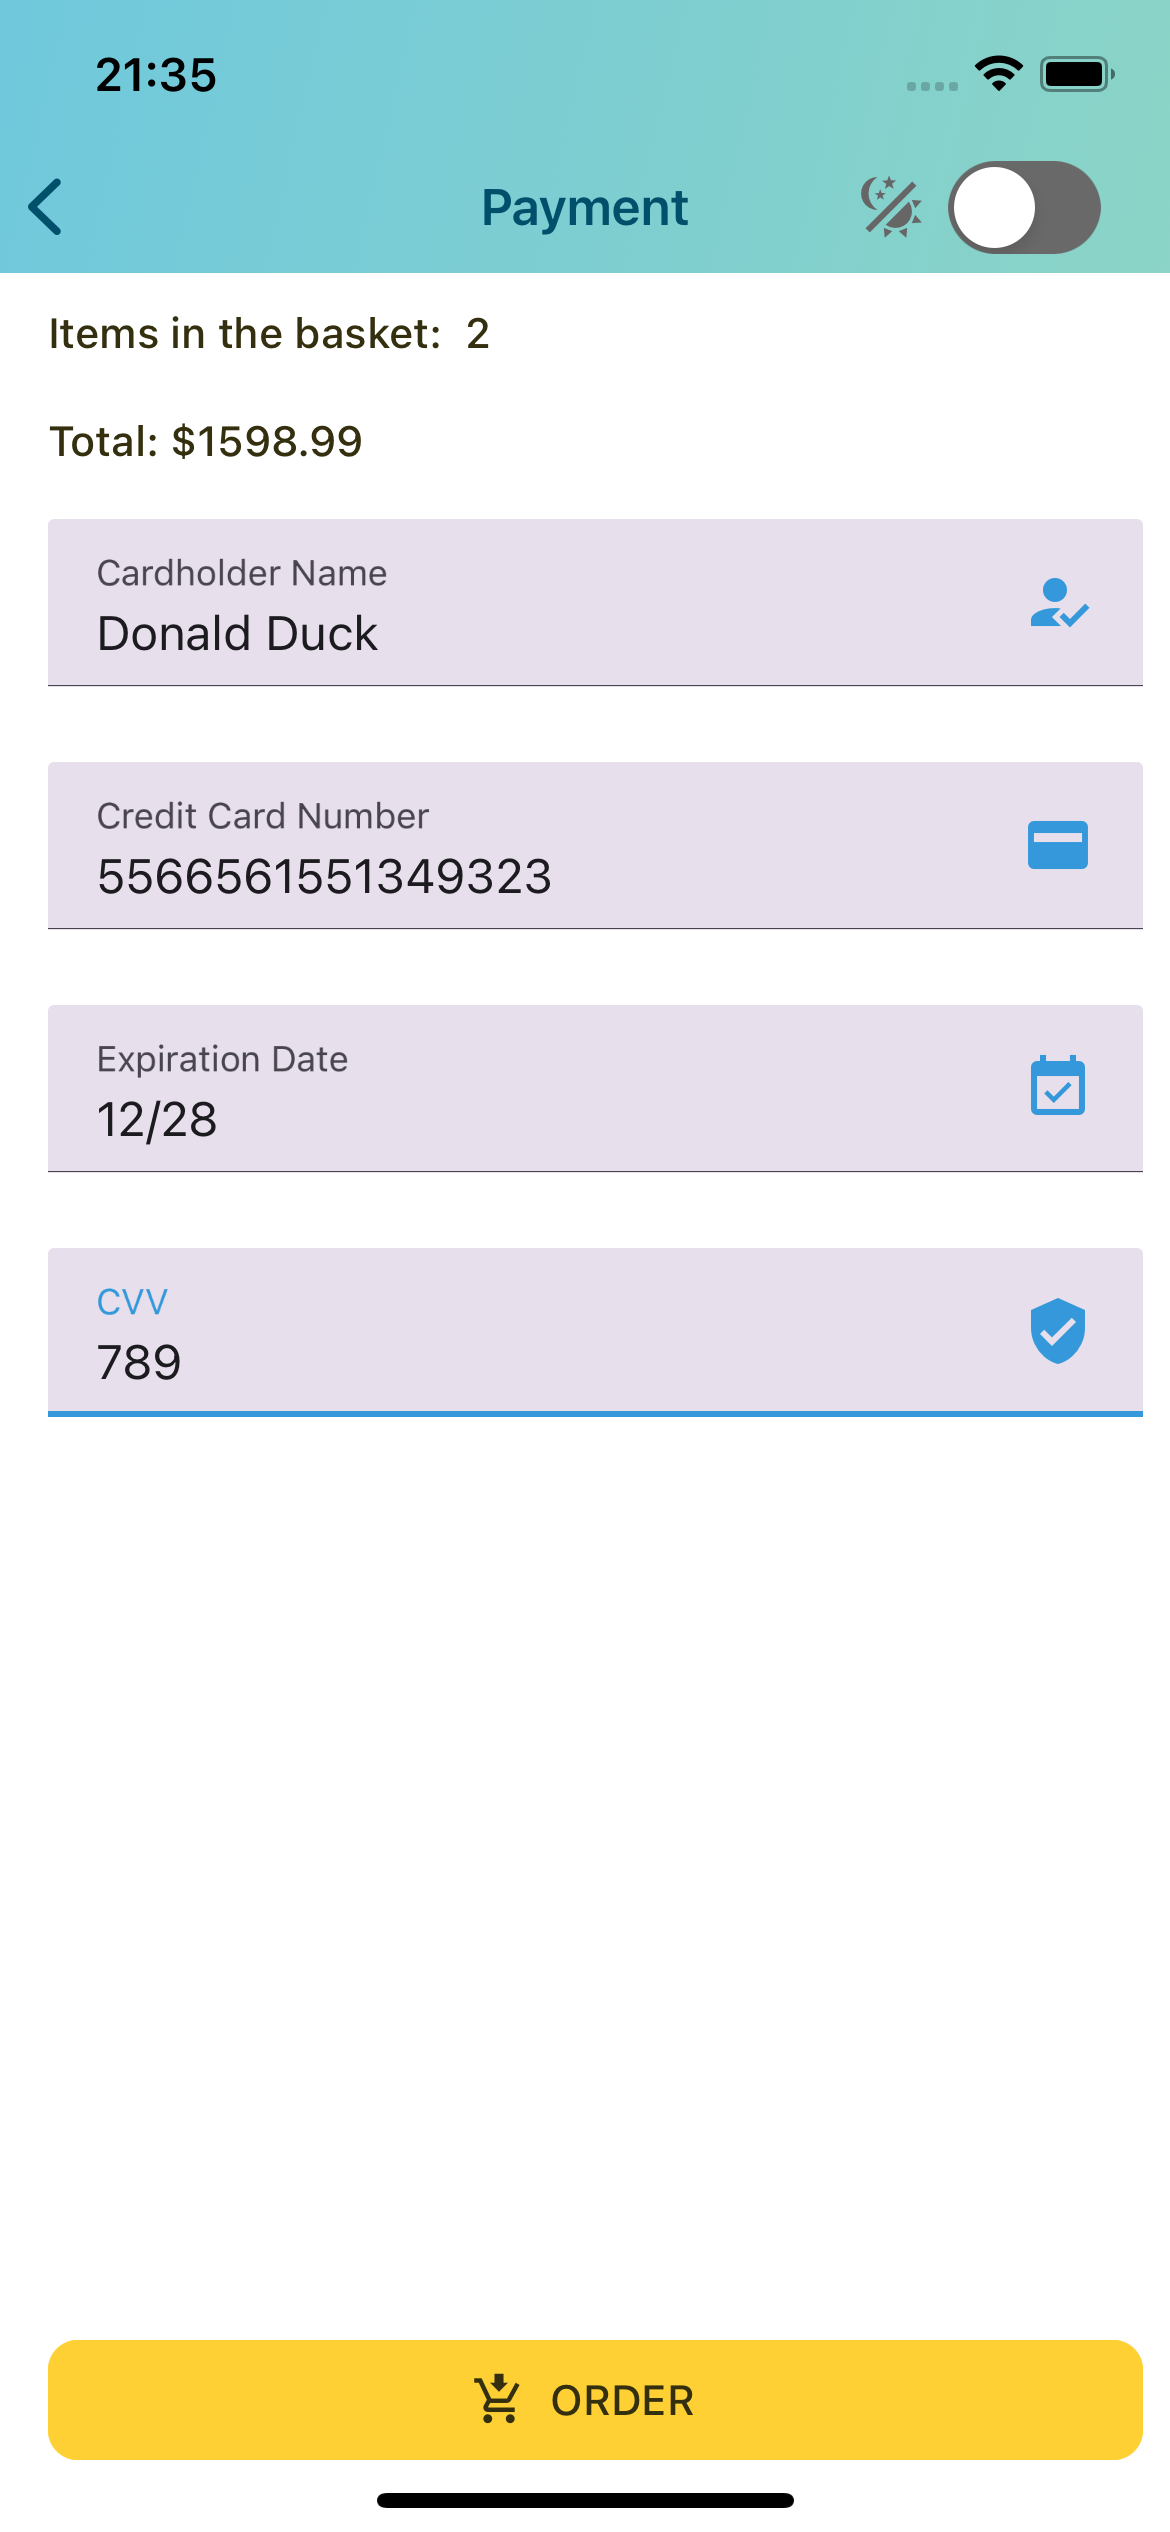 21:35
Payment
Items in the basket: 2
Total: $1598.99
Cardholder Name
Donald Duck
Credit Card Number
5566561551349323
Expiration Date
12/28
CVV
789
ORDER